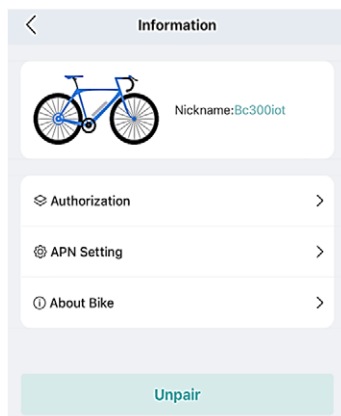 Information
Nickname:Bc300iot
Authorization
APN Setting
About Bike
Unpair